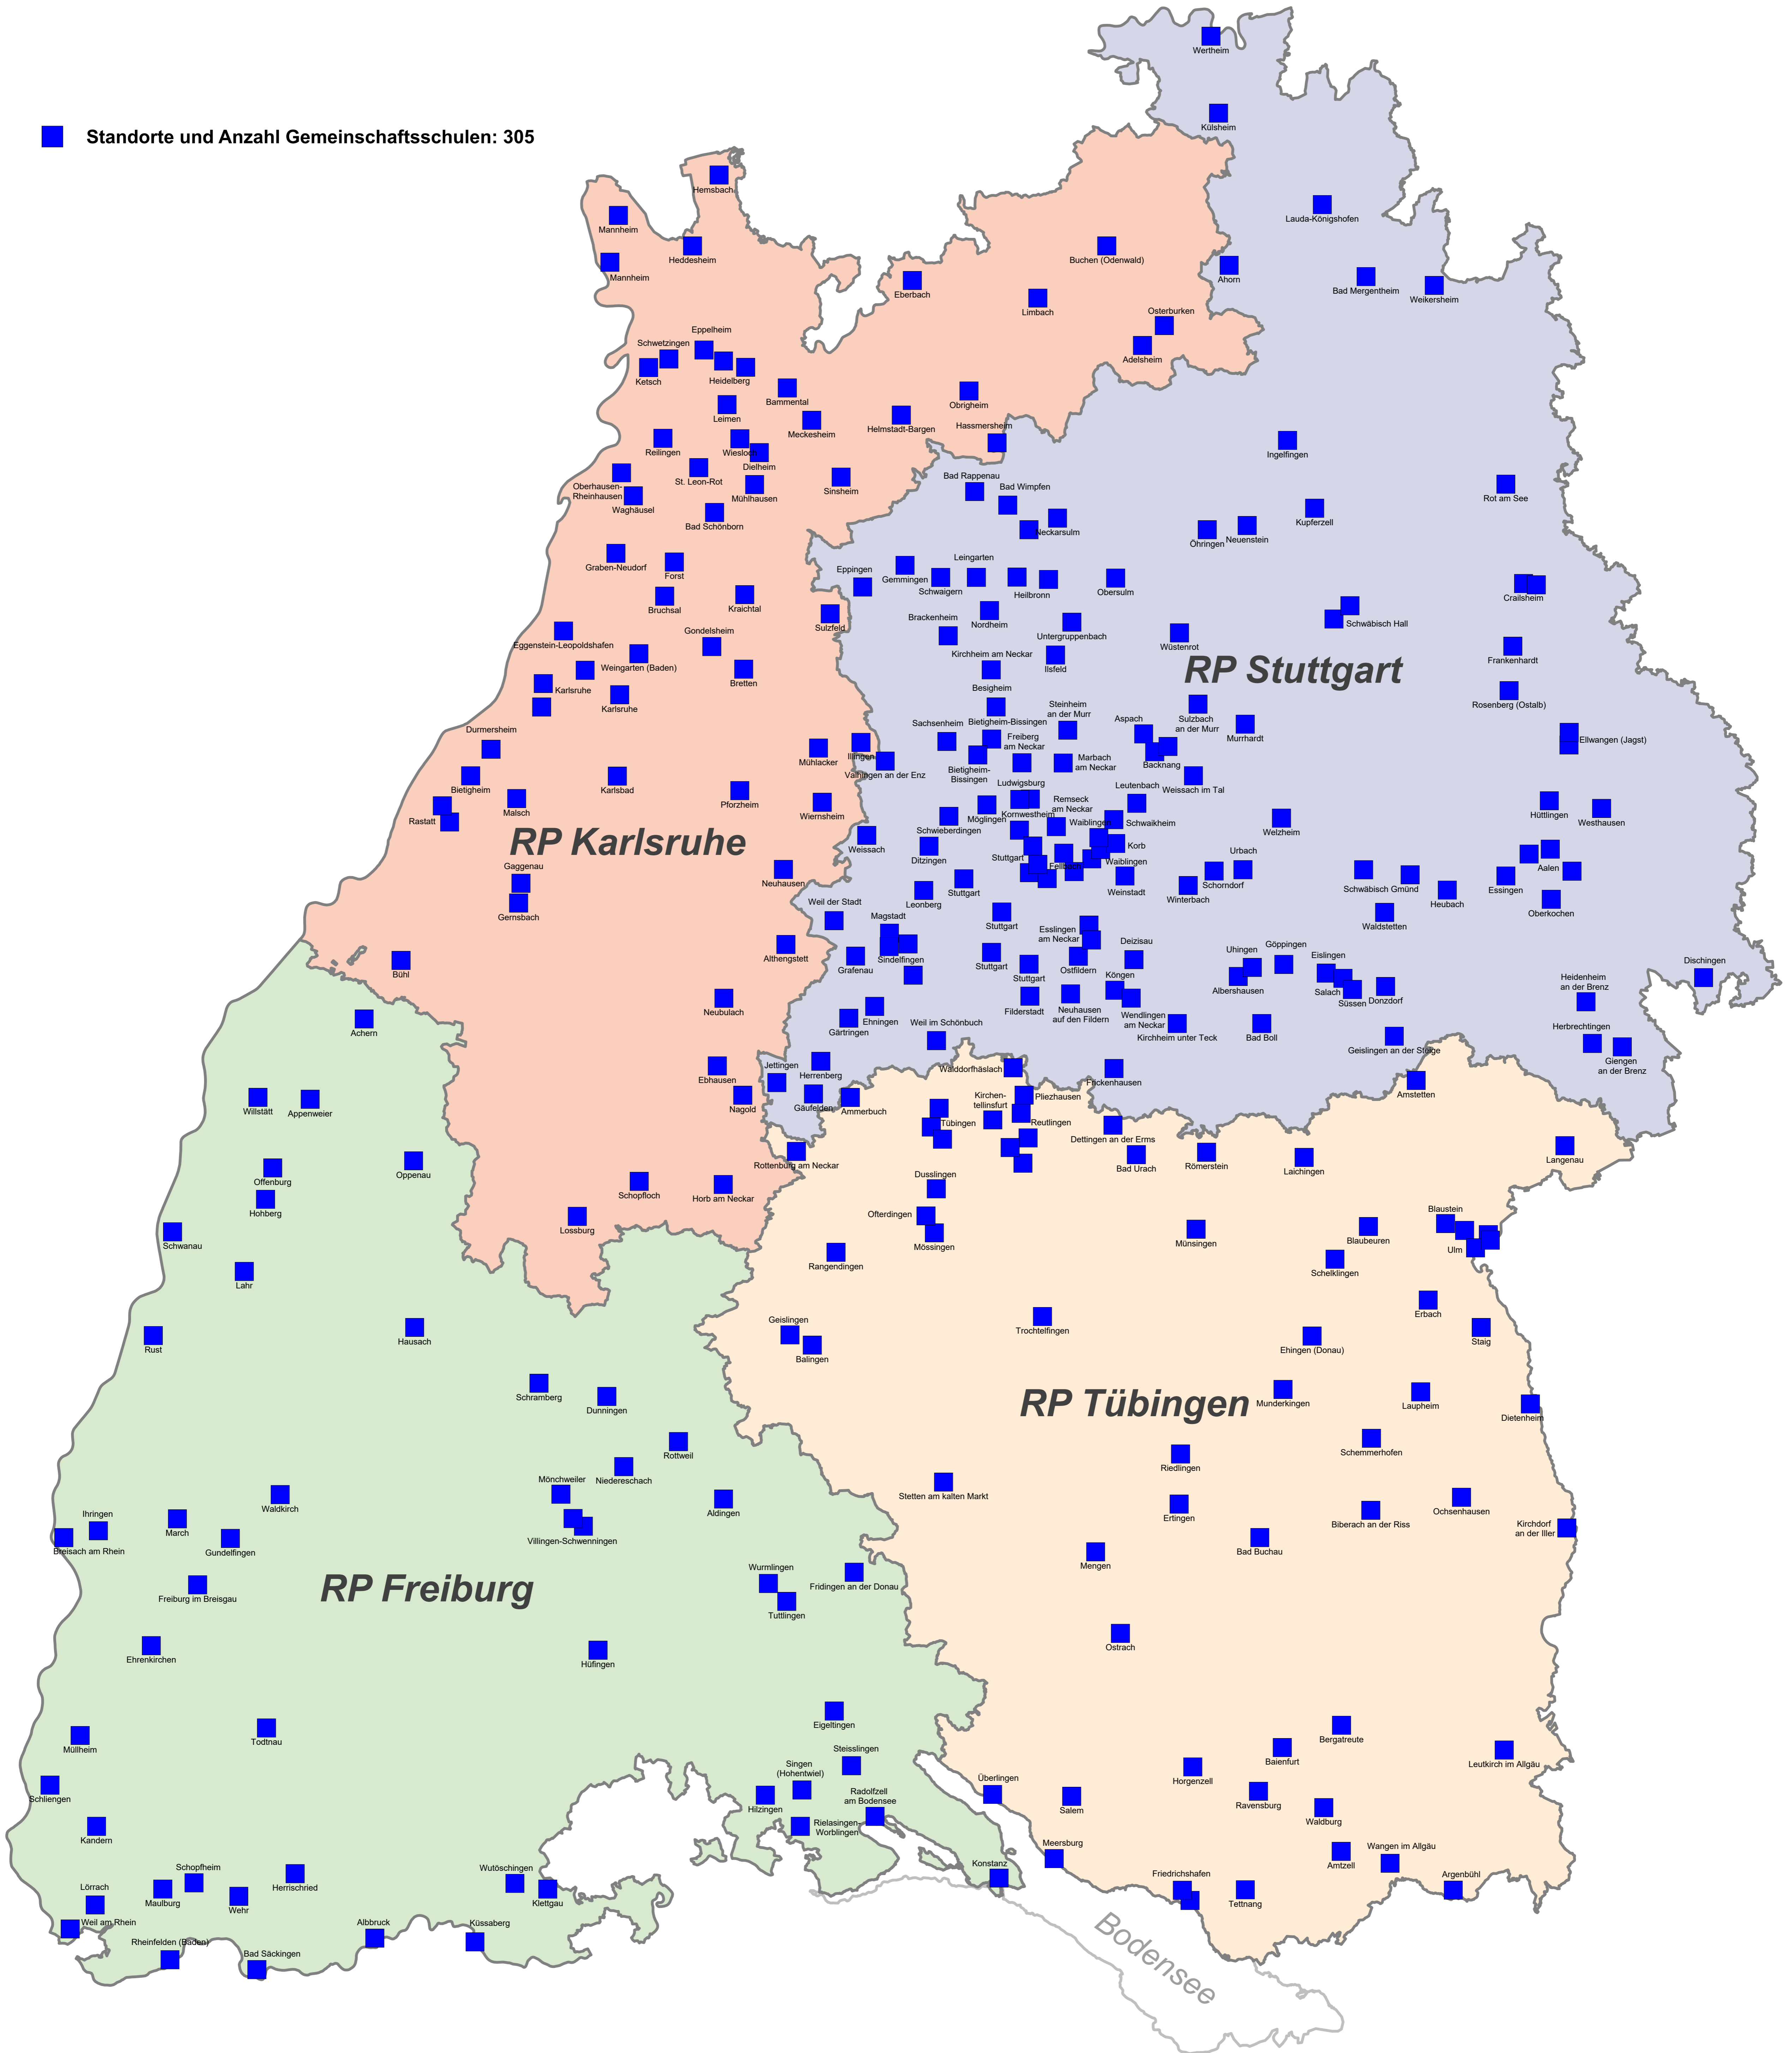 Wertheim
Külsheim
Standorte und Anzahl Gemeinschaftsschulen: 305
Hemsbach
Lauda-Königshofen
Mannheim
Heddesheim
Buchen (Odenwald)
Mannheim
Ahorn
Bad Mergentheim
Weikersheim
Eberbach
Limbach
Osterburken
Adelsheim
Eppelheim
Schwetzingen
Ketsch
Heidelberg
Bammental
Leimen
Obrigheim
Meckesheim
Helmstadt-Bargen
Hassmersheim
Reilingen
Wiesloch
Dielheim
Ingelfingen
St. Leon-Rot
Oberhausen-
Rheinhausen
Mühlhausen
Sinsheim
Bad Rappenau
Bad Wimpfen
Rot am See
Waghäusel
Bad Schönborn
Neckarsulm
Kupferzell
Öhringen
Neuenstein
Graben-Neudorf
Forst
Eppingen
Gemmingen
Leingarten
Schwaigern
Heilbronn
Obersulm
Crailsheim
Bruchsal
Kraichtal
Sulzfeld
Brackenheim
Nordheim
Untergruppenbach
Schwäbisch Hall
Eggenstein-Leopoldshafen
Gondelsheim
Weingarten (Baden)
Wüstenrot
Kirchheim am Neckar
Ilsfeld
Frankenhardt
RP Stuttgart
Bretten
Karlsruhe
Karlsruhe
Besigheim
Rosenberg (Ostalb)
Steinheim
an der Murr
Sulzbach
an der Murr
Aspach
Murrhardt
Sachsenheim
Bietigheim-Bissingen
Freiberg
am Neckar
Durmersheim
Ellwangen (Jagst)
Illingen
Mühlacker
Vaihingen an der Enz
Bietigheim-
Bissingen
Marbach
am Neckar
Backnang
Bietigheim
Karlsbad
Ludwigsburg
Leutenbach
Weissach im Tal
Malsch
Pforzheim
Wiernsheim
Möglingen
Kornwestheim
Remseck
am Neckar
Rastatt
Schwieberdingen
Waiblingen
Schwaikheim
Welzheim
Hüttlingen
Westhausen
RP Karlsruhe
Weissach
Ditzingen
Stuttgart
Korb
Waiblingen
Urbach
Gaggenau
Neuhausen
Weinstadt
Schorndorf
Winterbach
Schwäbisch Gmünd
Aalen
Essingen
Heubach
Gernsbach
Leonberg
Stuttgart
Weil der Stadt
Waldstetten
Oberkochen
Magstadt
Stuttgart
Esslingen
am Neckar
Deizisau
Althengstett
Grafenau
Sindelfingen
Stuttgart
Stuttgart
Ostfildern
Köngen
Uhingen
Göppingen
Eislingen
Albershausen
Salach
Süssen
Donzdorf
Dischingen
Heidenheim
an der Brenz
Bühl
Neubulach
Filderstadt
Neuhausen
auf den Fildern
Wendlingen
am Neckar
Achern
Gärtringen
Ehningen
Weil im Schönbuch
Kirchheim unter Teck
Bad Boll
Geislingen an der Steige
Herbrechtingen
Giengen
an der Brenz
Ebhausen
Jettingen
Herrenberg
Walddorfhäslach
Frickenhausen
Amstetten
Willstätt
Appenweier
Nagold
Gäufelden
Ammerbuch
Kirchen-
tellinsfurt
Pliezhausen
Tübingen
Reutlingen
Dettingen an der Erms
Bad Urach
Römerstein
Laichingen
Langenau
Rottenburg am Neckar
Oppenau
Offenburg
Hohberg
Schopfloch
Horb am Neckar
Dusslingen
Ofterdingen
Mössingen
Lossburg
Schwanau
Rangendingen
Münsingen
Blaubeuren
Blaustein
Ulm
Schelklingen
Lahr
Erbach
Trochtelfingen
Geislingen
Balingen
Ehingen (Donau)
Staig
Rust
Hausach
Schramberg
Dunningen
Munderkingen
Laupheim
Dietenheim
RP Tübingen
Rottweil
Schemmerhofen
Riedlingen
Niedereschach
Mönchweiler
Stetten am kalten Markt
Aldingen
Waldkirch
Ertingen
Biberach an der Riss
Ochsenhausen
Kirchdorf
an der Iller
Ihringen
March
Gundelfingen
Breisach am Rhein
Villingen-Schwenningen
Bad Buchau
Mengen
Wurmlingen
Fridingen an der Donau
Tuttlingen
RP Freiburg
Freiburg im Breisgau
Ehrenkirchen
Hüfingen
Ostrach
Eigeltingen
Todtnau
Müllheim
Bergatreute
Baienfurt
Leutkirch im Allgäu
Steisslingen
Singen
(Hohentwiel)
Radolfzell
am Bodensee
Hilzingen
Überlingen
Salem
Horgenzell
Ravensburg
Waldburg
Schliengen
Kandern
Rielasingen-
Worblingen
Meersburg
Amtzell
Wangen im Allgäu
Konstanz
Friedrichshafen
Tettnang
Argenbühl
Schopfheim
Herrischried
Wutöschingen
Klettgau
Lörrach
Maulburg
Wehr
Weil am Rhein
Albbruck
Küssaberg
Rheinfelden (Baden)
Bad Säckingen
Bodensee